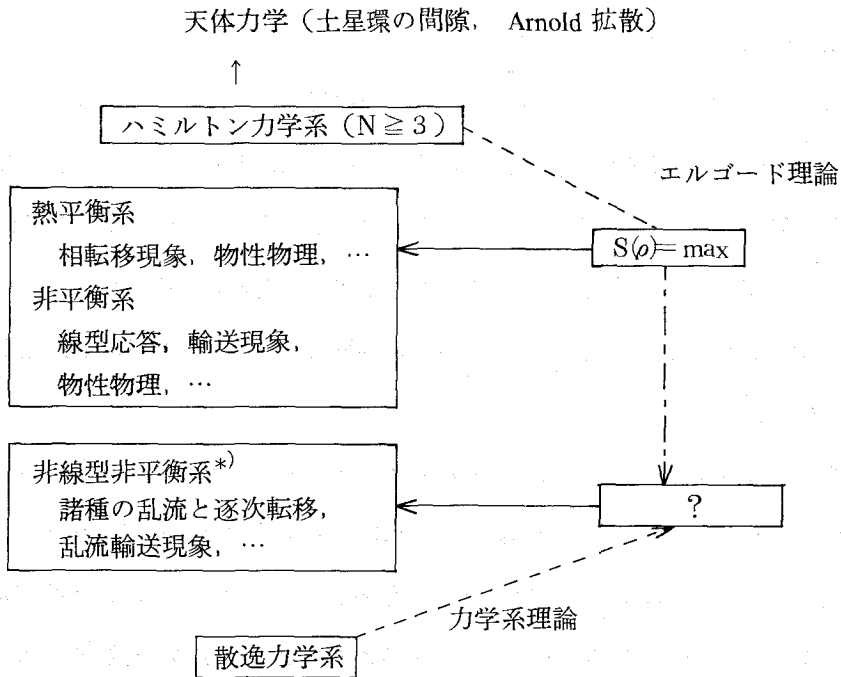 天体力学（土星環の間隙， Arnold 拡散）
↑
ハミルトン力学系（N ≧ 3）
エルゴード理論
熱平衡系
相転移現象，物性物理，…
S(ρ)= max
非平衡系
線型応答，輸送現象，
物性物理，…
非線型非平衡系*)
諸種の乱流と逐次転移，
乱流輸送現象，…
?
力学系理論
散逸力学系